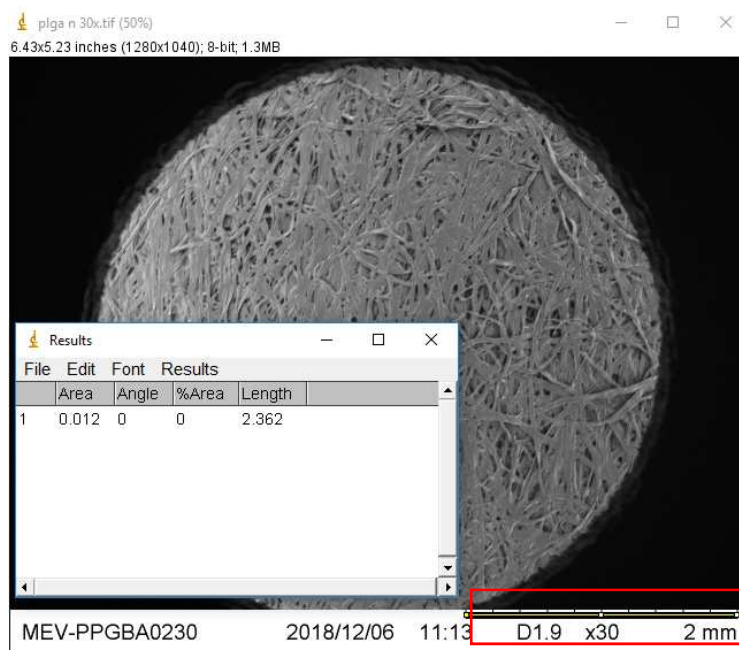 plga n 30x.tif (50%)
6.43x5.23 inches (1280x1040); 8-bit; 1.3MB
Results
File Edit Font Results
Area Angle %Area Length
1 0.012 0 0 2.362
MEV-PPGBA0230 2018/12/06 11:13 D1.9 x30 2 mm